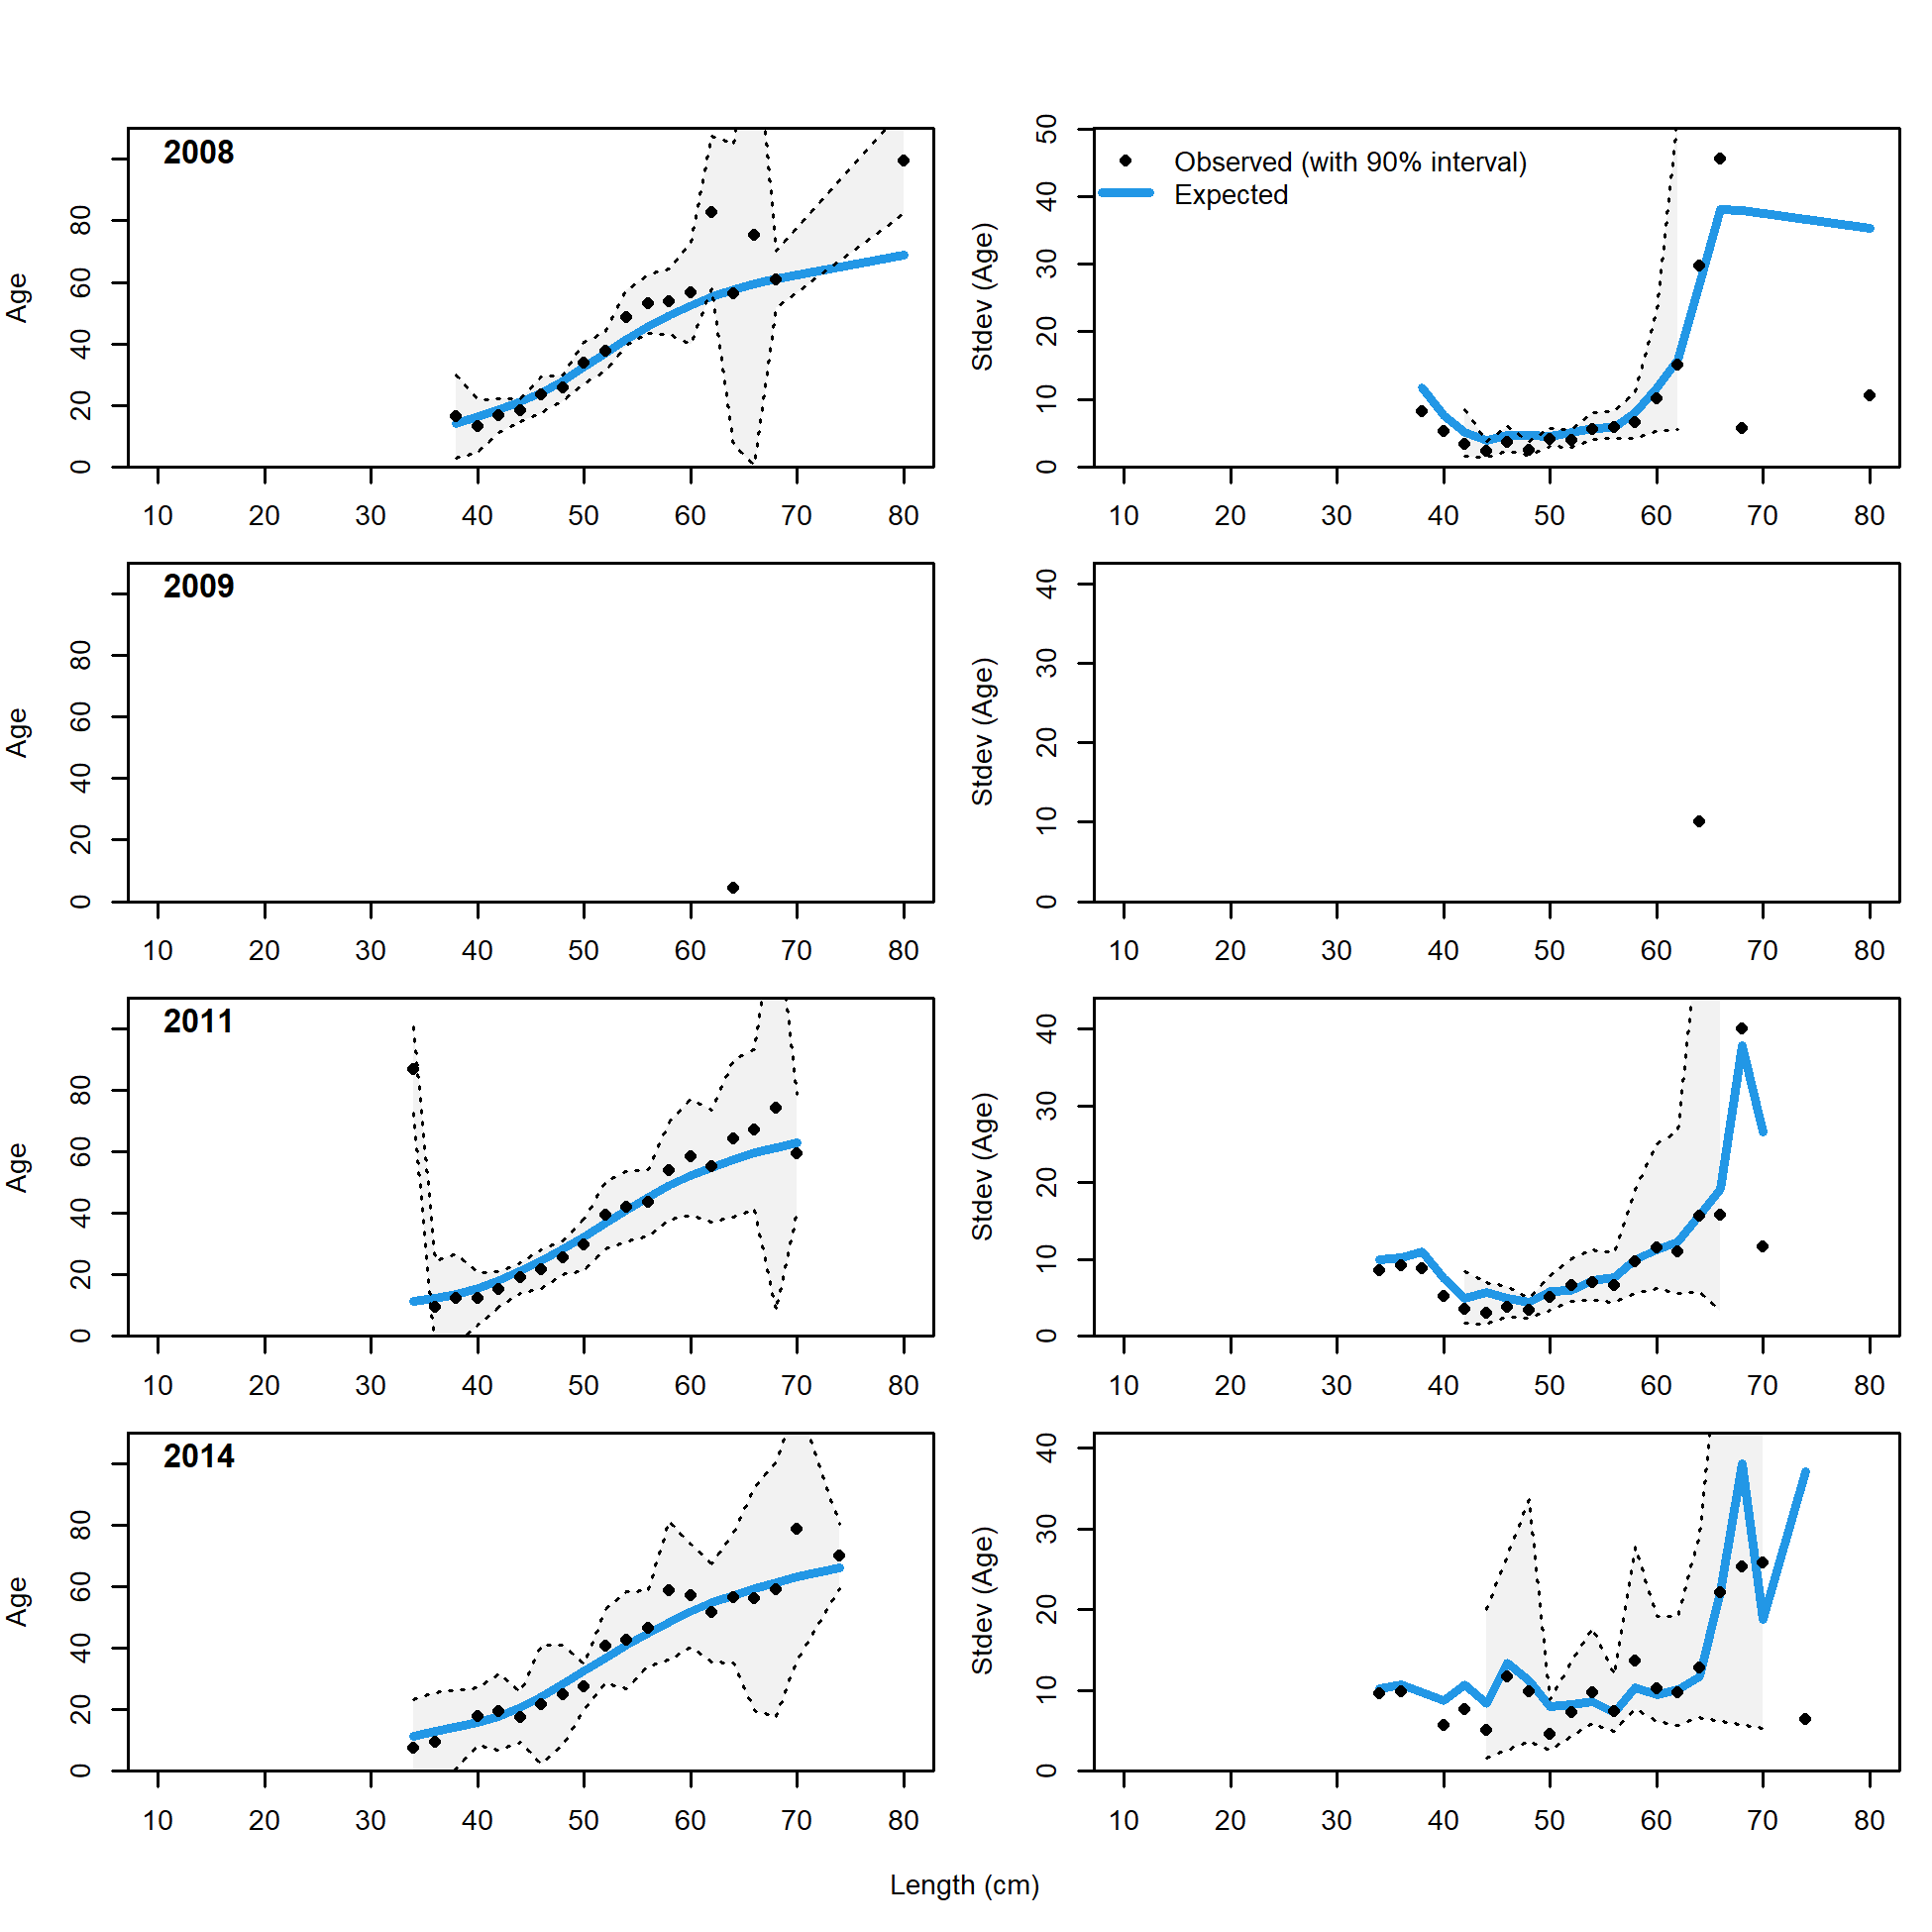 2008
Age
0 20 40 60 80
10 20 30 40 50 60 70 80
Observed (with 90% interval)
Expected
Stdev (Age)
0 10 20 30 40 50
10 20 30 40 50 60 70 80
2009
Age
0 20 40 60 80
10 20 30 40 50 60 70 80
Stdev (Age)
0 10 20 30 40
10 20 30 40 50 60 70 80
2011
Age
0 20 40 60 80
10 20 30 40 50 60 70 80
Stdev (Age)
0 10 20 30 40
10 20 30 40 50 60 70 80
2014
Age
0 20 40 60 80
10 20 30 40 50 60 70 80
Stdev (Age)
0 10 20 30 40
10 20 30 40 50 60 70 80
Length (cm)